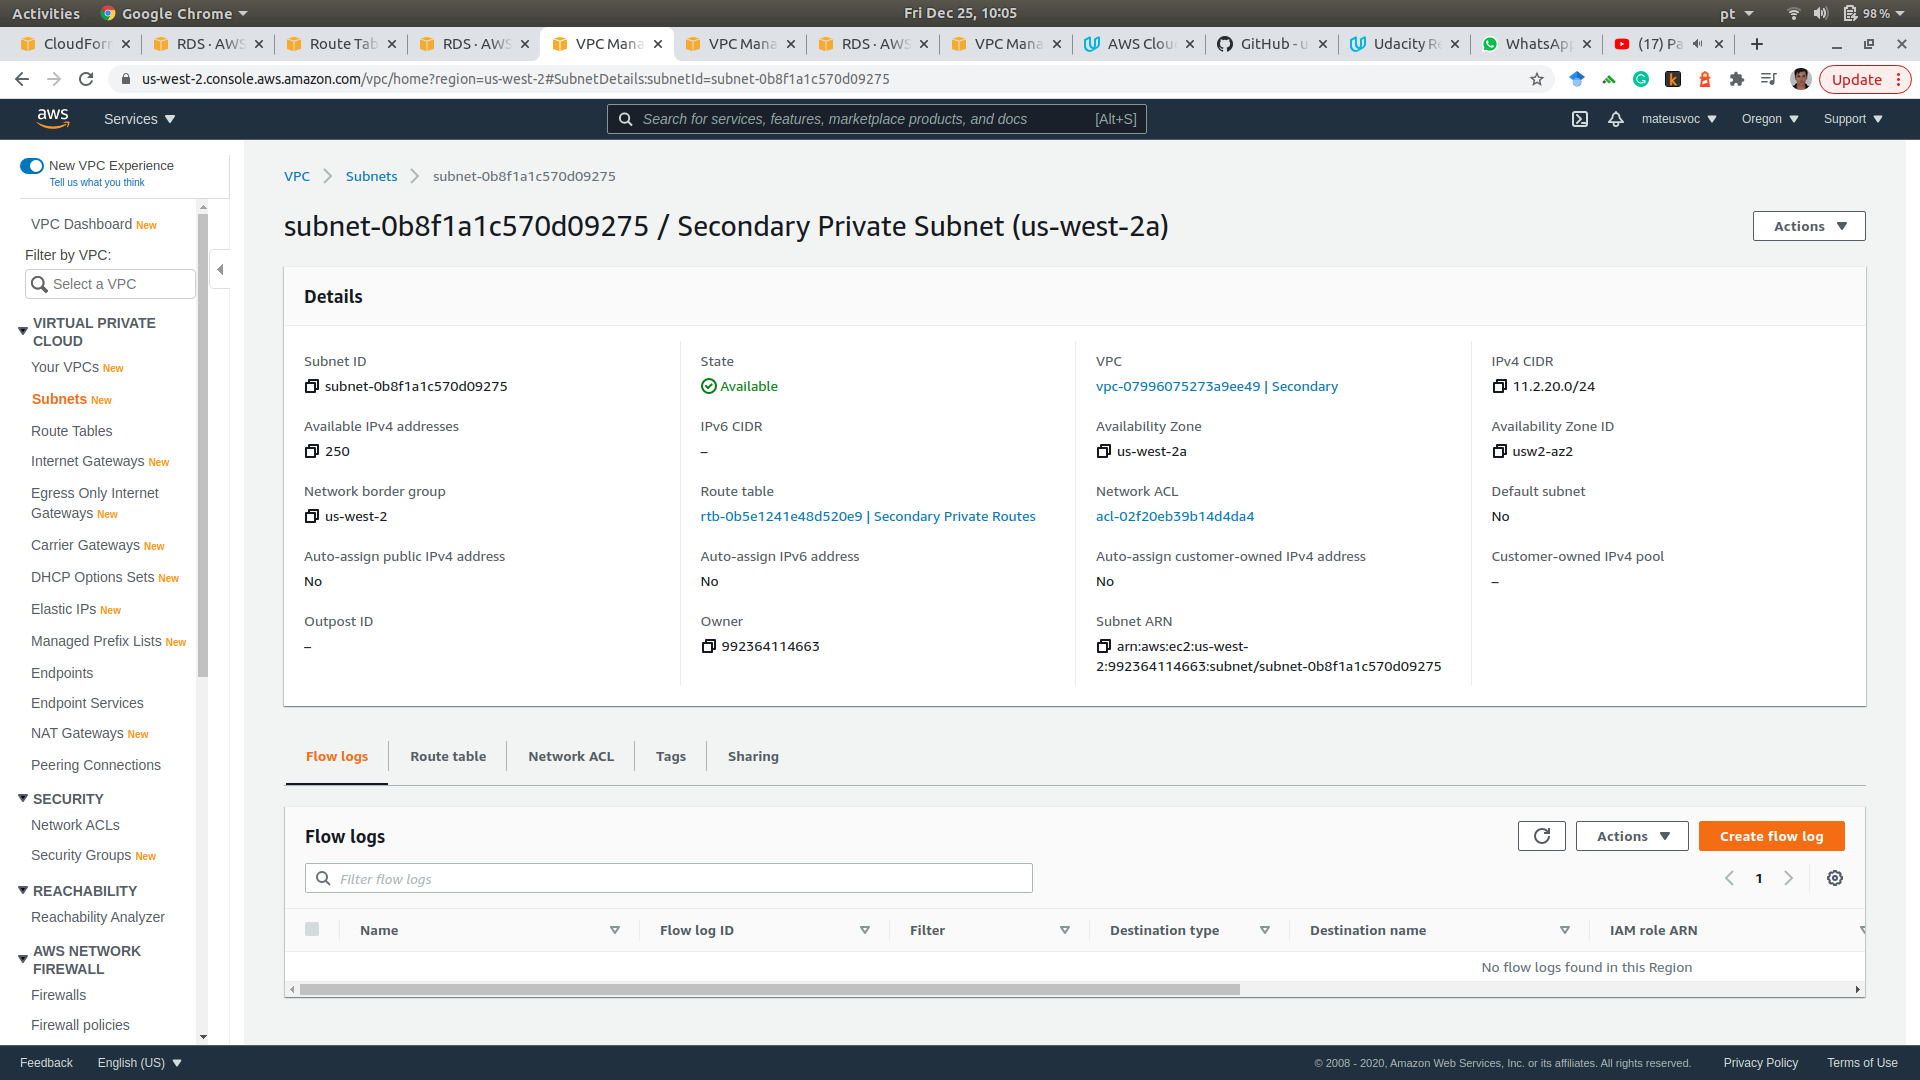 Activities Google Chrome Fri Dec 25, 10:05 pt 98 %
CloudForm RDS · AWS Route Tab RDS · AWS VPC Mana VPC Mana RDS · AWS VPC Mana AWS Clou GitHub - u Udacity Re WhatsApp (17) Pa
us-west-2.console.aws.amazon.com/vpc/home?region=us-west-2#SubnetDetails:subnetId=subnet-0b8f1a1c570d09275 Update
aws Services Search for services, features, marketplace products, and docs [Alt+S] mateusvoc Oregon Support
New VPC Experience
Tell us what you think
VPC Dashboard New
Filter by VPC:
Select a VPC
VIRTUAL PRIVATE
CLOUD
Your VPCs New
Subnets New
Route Tables
Internet Gateways New
Egress Only Internet
Gateways New
Carrier Gateways New
DHCP Options Sets New
Elastic IPs New
Managed Prefix Lists New
Endpoints
Endpoint Services
NAT Gateways New
Peering Connections
SECURITY
Network ACLs
Security Groups New
REACHABILITY
Reachability Analyzer
AWS NETWORK
FIREWALL
Firewalls
Firewall policies
VPC Subnets subnet-0b8f1a1c570d09275
subnet-0b8f1a1c570d09275 / Secondary Private Subnet (us-west-2a)
Actions
Details
Subnet ID State VPC IPv4 CIDR
subnet-0b8f1a1c570d09275 Available vpc-07996075273a9ee49 | Secondary 11.2.20.0/24
Available IPv4 addresses IPv6 CIDR Availability Zone Availability Zone ID
250 – us-west-2a usw2-az2
Network border group Route table Network ACL Default subnet
us-west-2 rtb-0b5e1241e48d520e9 | Secondary Private Routes acl-02f20eb39b14d4da4 No
Auto-assign public IPv4 address Auto-assign IPv6 address Auto-assign customer-owned IPv4 address Customer-owned IPv4 pool
No No No –
Outpost ID Owner Subnet ARN
– 992364114663 arn:aws:ec2:us-west-
2:992364114663:subnet/subnet-0b8f1a1c570d09275
Flow logs Route table Network ACL Tags Sharing
Flow logs
Actions Create flow log
Filter flow logs
1
Name Flow log ID Filter Destination type Destination name IAM role ARN
No flow logs found in this Region
Feedback English (US) © 2008 - 2020, Amazon Web Services, Inc. or its affiliates. All rights reserved. Privacy Policy Terms of Use